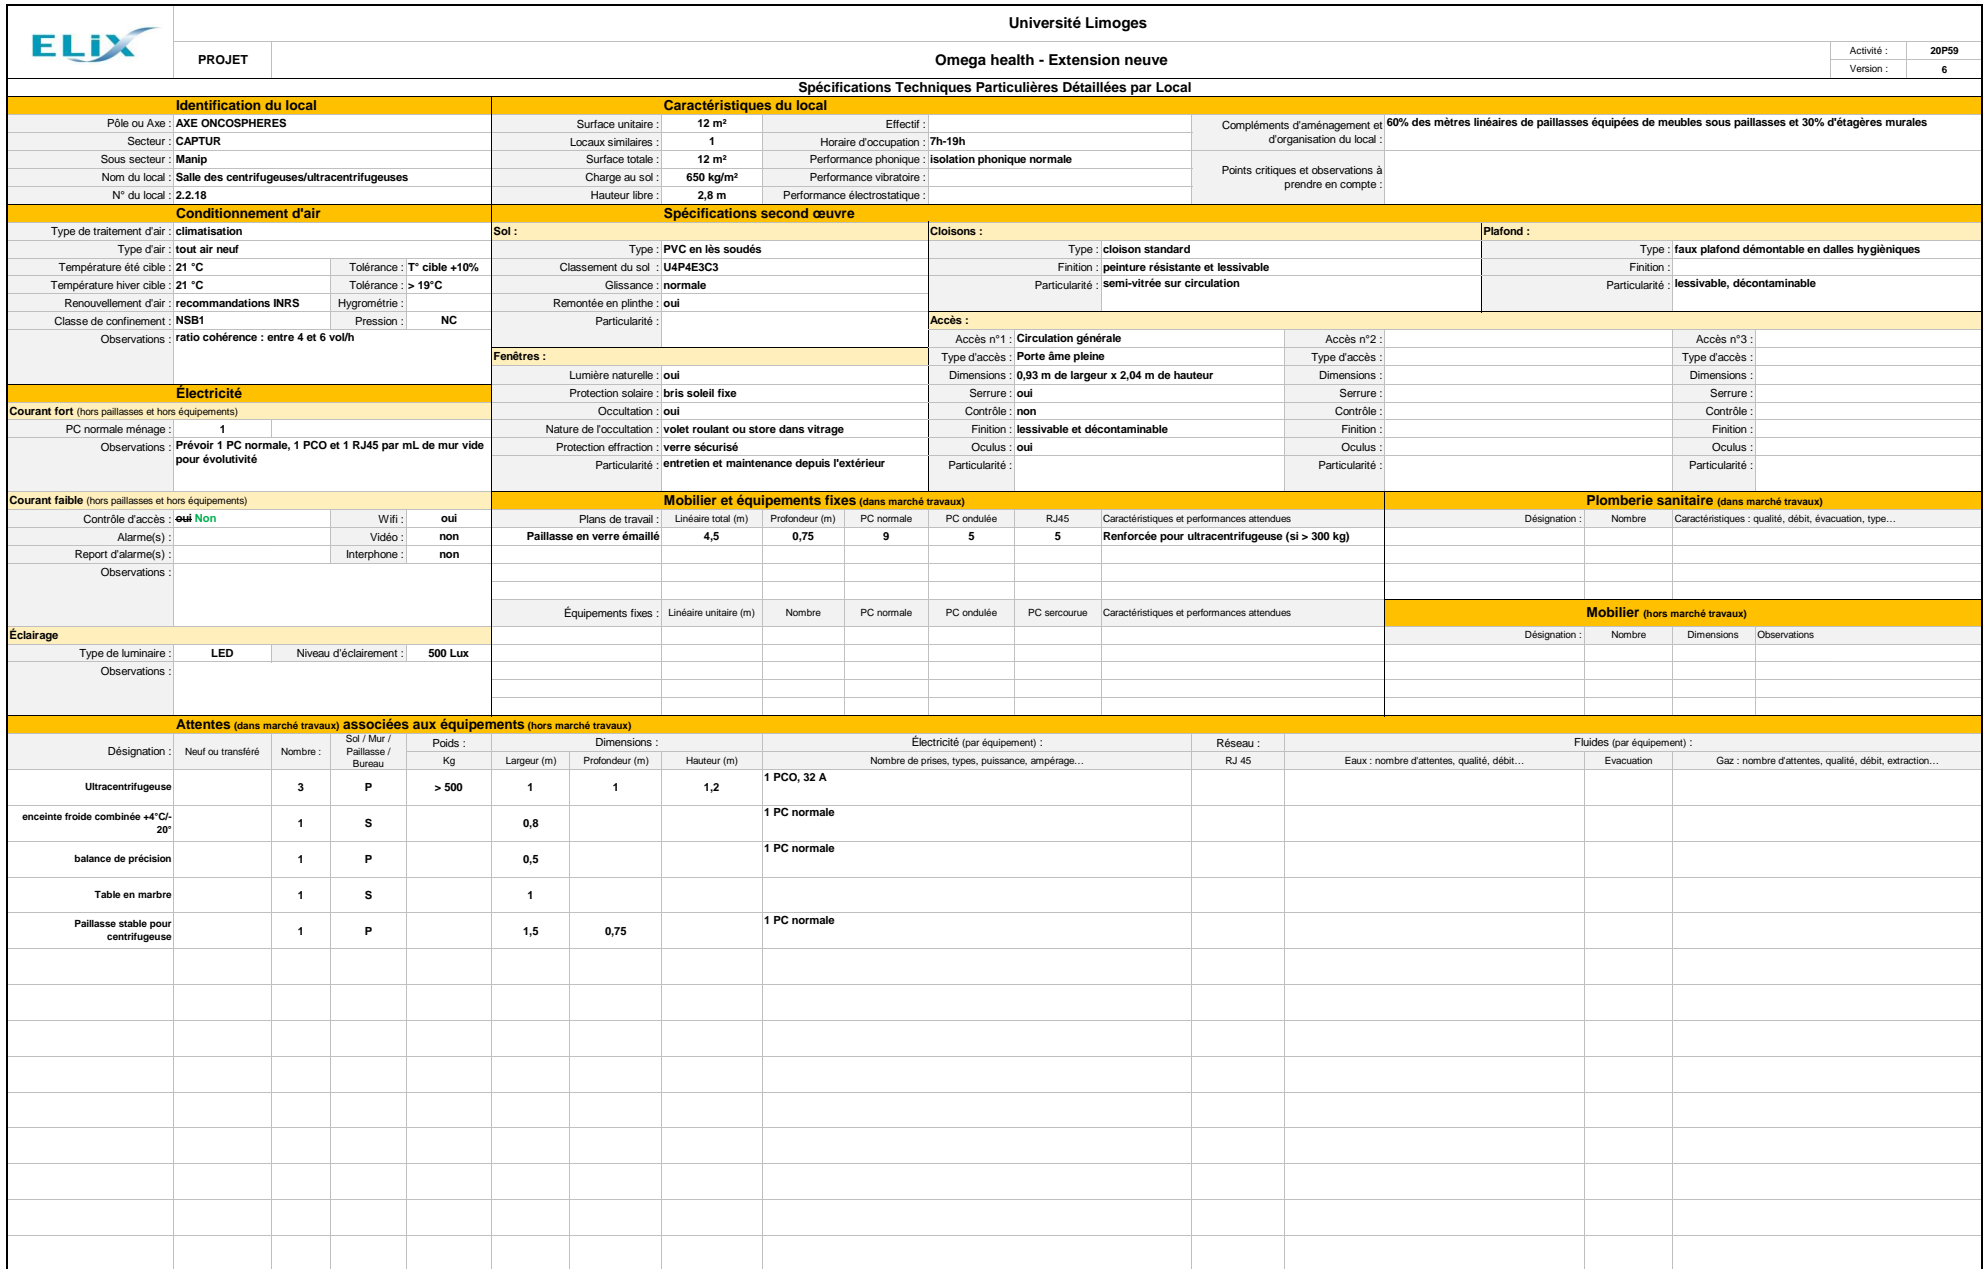 ELiX
Université Limoges
PROJET
Omega health - Extension neuve
Activité : 20P59
Version : 6
Spécifications Techniques Particulières Détaillées par Local
Identification du local
Pôle ou Axe : AXE ONCOSPHERES
Secteur : CAPTUR
Sous secteur : Manip
Nom du local : Salle des centrifugeuses/ultracentrifugeuses
N° du local : 2.2.18
Caractéristiques du local
Surface unitaire : 12 m² Effectif :
Locaux similaires : 1 Horaire d'occupation : 7h-19h
Surface totale : 12 m² Performance phonique : isolation phonique normale
Charge au sol : 650 kg/m² Performance vibratoire :
Hauteur libre : 2,8 m Performance électrostatique :
Compléments d'aménagement et
d'organisation du local :
60% des mètres linéaires de paillasses équipées de meubles sous paillasses et 30% d'étagères murales
Points critiques et observations à
prendre en compte :
Conditionnement d'air
Type de traitement d'air : climatisation
Type d'air : tout air neuf
Température été cible : 21 °C Tolérance : T° cible +10%
Température hiver cible : 21 °C Tolérance : > 19°C
Renouvellement d'air : recommandations INRS Hygrométrie :
Classe de confinement : NSB1 Pression : NC
Observations : ratio cohérence : entre 4 et 6 vol/h
Spécifications second œuvre
Sol :
Type : PVC en lès soudés
Classement du sol : U4P4E3C3
Glissance : normale
Remontée en plinthe : oui
Particularité :
Cloisons :
Type : cloison standard
Finition : peinture résistante et lessivable
Particularité : semi-vitrée sur circulation
Plafond :
Type : faux plafond démontable en dalles hygièniques
Finition :
Particularité : lessivable, décontaminable
Fenêtres :
Lumière naturelle : oui
Protection solaire : bris soleil fixe
Occultation : oui
Nature de l'occultation : volet roulant ou store dans vitrage
Protection effraction : verre sécurisé
Particularité : entretien et maintenance depuis l'extérieur
Accès :
Accès n°1 : Circulation générale Accès n°2 : Accès n°3 :
Type d'accès : Porte âme pleine Type d'accès : Type d'accès :
Dimensions : 0,93 m de largeur x 2,04 m de hauteur Dimensions : Dimensions :
Serrure : oui Serrure : Serrure :
Contrôle : non Contrôle : Contrôle :
Finition : lessivable et décontaminable Finition : Finition :
Oculus : oui Oculus : Oculus :
Particularité : Particularité : Particularité :
Électricité
Courant fort (hors paillasses et hors équipements)
PC normale ménage : 1
Observations : Prévoir 1 PC normale, 1 PCO et 1 RJ45 par mL de mur vide
pour évolutivité
Courant faible (hors paillasses et hors équipements)
Contrôle d'accès : oui Non Wifi : oui
Alarme(s) : Vidéo : non
Report d'alarme(s) : Interphone : non
Observations :
Éclairage
Type de luminaire : LED Niveau d'éclairement : 500 Lux
Observations :
Mobilier et équipements fixes (dans marché travaux)
Plans de travail : Linéaire total (m) Profondeur (m) PC normale PC ondulée RJ45 Caractéristiques et performances attendues
Paillasse en verre émaillé 4,5 0,75 9 5 5 Renforcée pour ultracentrifugeuse (si > 300 kg)
Équipements fixes : Linéaire unitaire (m) Nombre PC normale PC ondulée PC sercourue Caractéristiques et performances attendues
Plomberie sanitaire (dans marché travaux)
Désignation : Nombre Caractéristiques : qualité, débit, évacuation, type…
Mobilier (hors marché travaux)
Désignation : Nombre Dimensions Observations
Attentes (dans marché travaux) associées aux équipements (hors marché travaux)
Désignation : Neuf ou transféré Nombre : Sol / Mur /
Paillasse /
Bureau
Poids : Dimensions : Électricité (par équipement) : Réseau : Fluides (par équipement) :
Kg Largeur (m) Profondeur (m) Hauteur (m) Nombre de prises, types, puissance, ampérage… RJ 45 Eaux : nombre d'attentes, qualité, débit… Evacuation Gaz : nombre d'attentes, qualité, débit, extraction…
Ultracentrifugeuse 3 P > 500 1 1 1,2 1 PCO, 32 A
enceinte froide combinée +4°C/-
20° 1 S 0,8 1 PC normale
balance de précision 1 P 0,5 1 PC normale
Table en marbre 1 S 1
Paillasse stable pour
centrifugeuse 1 P 1,5 0,75 1 PC normale